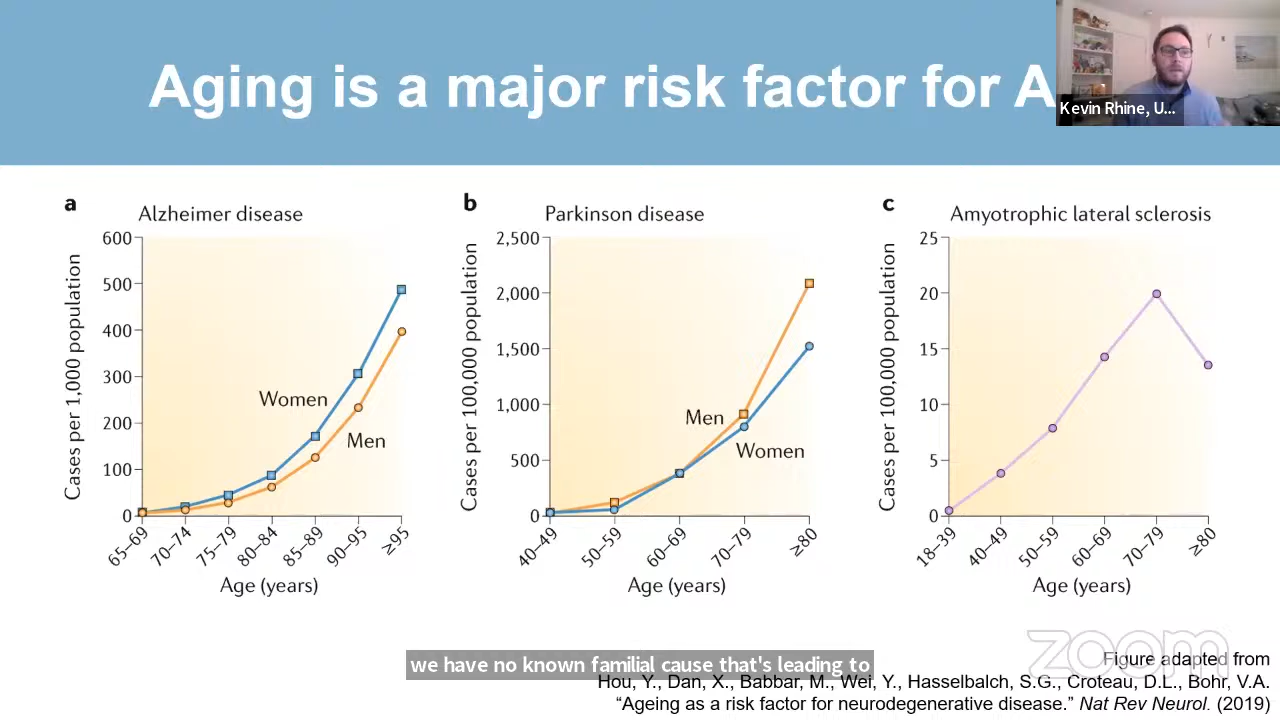 Aging is a major risk factor for A
Kevin Rhine, U...
a
Alzheimer disease
Cases per 1,000 population
600
500
400
300
200
100
0
Women
Men
65–69
70–74
75–79
80–84
85–89
90–95
≥95
Age (years)
b
Parkinson disease
Cases per 100,000 population
2,500
2,000
1,500
1,000
500
0
Men
Women
40–49
50–59
60–69
70–79
≥80
Age (years)
c
Amyotrophic lateral sclerosis
Cases per 100,000 population
25
20
15
10
5
0
18–39
40–49
50–59
60–69
70–79
≥80
Age (years)
we have no known familial cause that's leading to
zoom
Figure adapted from
Hou, Y., Dan, X., Babbar, M., Wei, Y., Hasselbalch, S.G., Croteau, D.L., Bohr, V.A.
“Ageing as a risk factor for neurodegenerative disease.” Nat Rev Neurol. (2019)